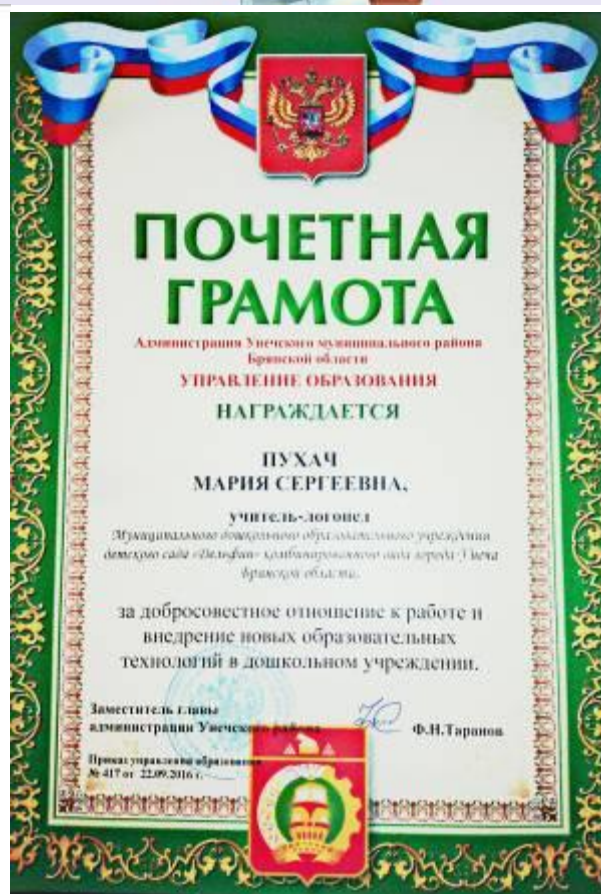 ПОЧЕТНАЯ
ГРАМОТА
Администрация Унечского муниципального района
Брянской области
УПРАВЛЕНИЕ ОБРАЗОВАНИЯ
НАГРАЖДАЕТСЯ
ПУХАЧ
МАРИЯ СЕРГЕЕВНА,
учитель-логопед
Муниципального дошкольного образовательного учреждения
детского сада «Дельфин» комбинированного вида города Унеча
Брянской области.
за добросовестное отношение к работе и
внедрение новых образовательных
технологий в дошкольном учреждении.
Заместитель главы
администрации Унечского района Ф.Н.Таранов
Приказ управления образования
№ 417 от 22.09.2016 г.